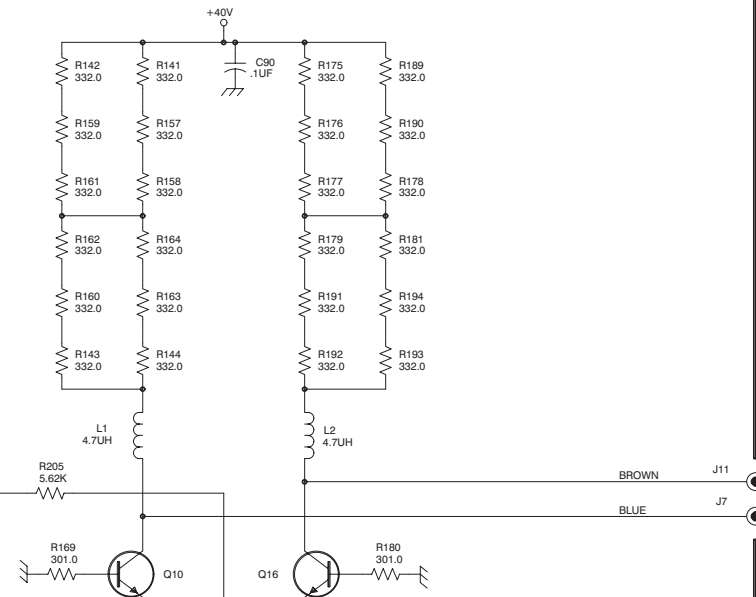 +40V
C90
.1UF
R142
332.0
R141
332.0
R175
332.0
R189
332.0
R159
332.0
R157
332.0
R176
332.0
R190
332.0
R161
332.0
R158
332.0
R177
332.0
R178
332.0
R162
332.0
R164
332.0
R179
332.0
R181
332.0
R160
332.0
R163
332.0
R191
332.0
R194
332.0
R143
332.0
R144
332.0
R192
332.0
R193
332.0
L1
4.7UH
L2
4.7UH
R205
5.62K
BROWN
J11
BLUE
J7
R169
301.0
Q10
Q16
R180
301.0